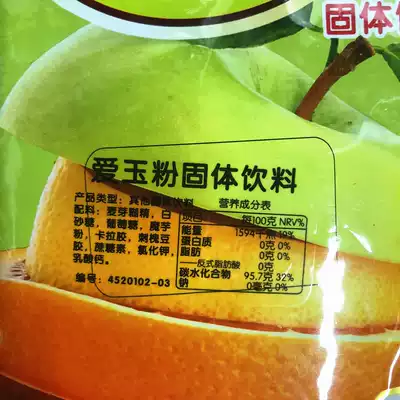 固体
爱玉粉固体饮料
产品类型：其他固体饮料
配料：麦芽糊精，白
砂糖，葡萄糖，魔芋
粉，卡拉胶，刺槐豆
胶，蔗糖素，氯化钾，
乳酸钙。
编号：4520102-03
营养成分表
每100克 NRV%
能量 1594千焦 19%
蛋白质 0克 0%
脂肪 0克 0%
—反式脂肪酸 0克
碳水化合物 95.7克 32%
钠 0毫克 0%